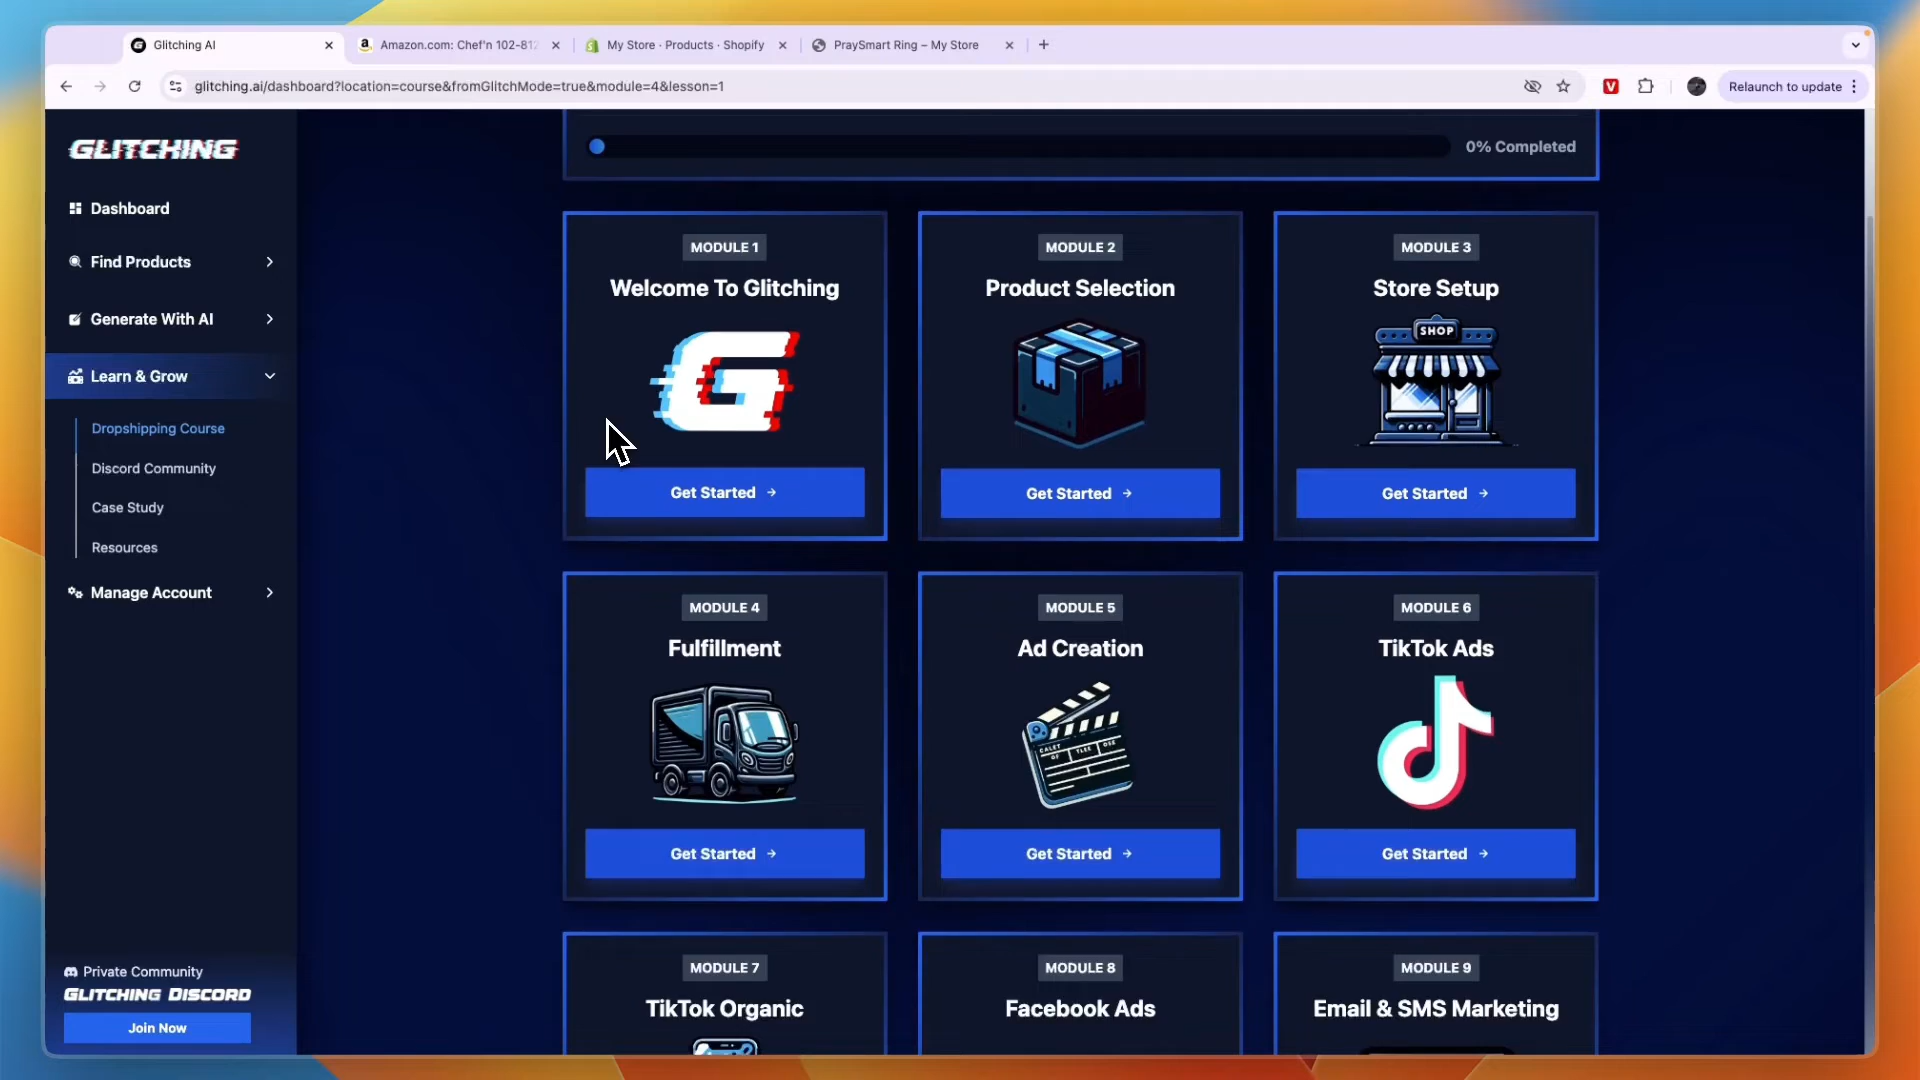 Glitching AI
Amazon.com: Chef'n 102-812
My Store · Products · Shopify
PraySmart Ring – My Store
glitching.ai/dashboard?location=course&fromGlitchMode=true&module=4&lesson=1
Relaunch to update
GLITCHING
Dashboard
Find Products
Generate With AI
Learn & Grow
Dropshipping Course
Discord Community
Case Study
Resources
Manage Account
Private Community
GLITCHING DISCORD
Join Now
0% Completed
MODULE 1
Welcome To Glitching
Get Started
MODULE 2
Product Selection
Get Started
MODULE 3
Store Setup
SHOP
Get Started
MODULE 4
Fulfillment
Get Started
MODULE 5
Ad Creation
Get Started
MODULE 6
TikTok Ads
Get Started
MODULE 7
TikTok Organic
MODULE 8
Facebook Ads
MODULE 9
Email & SMS Marketing